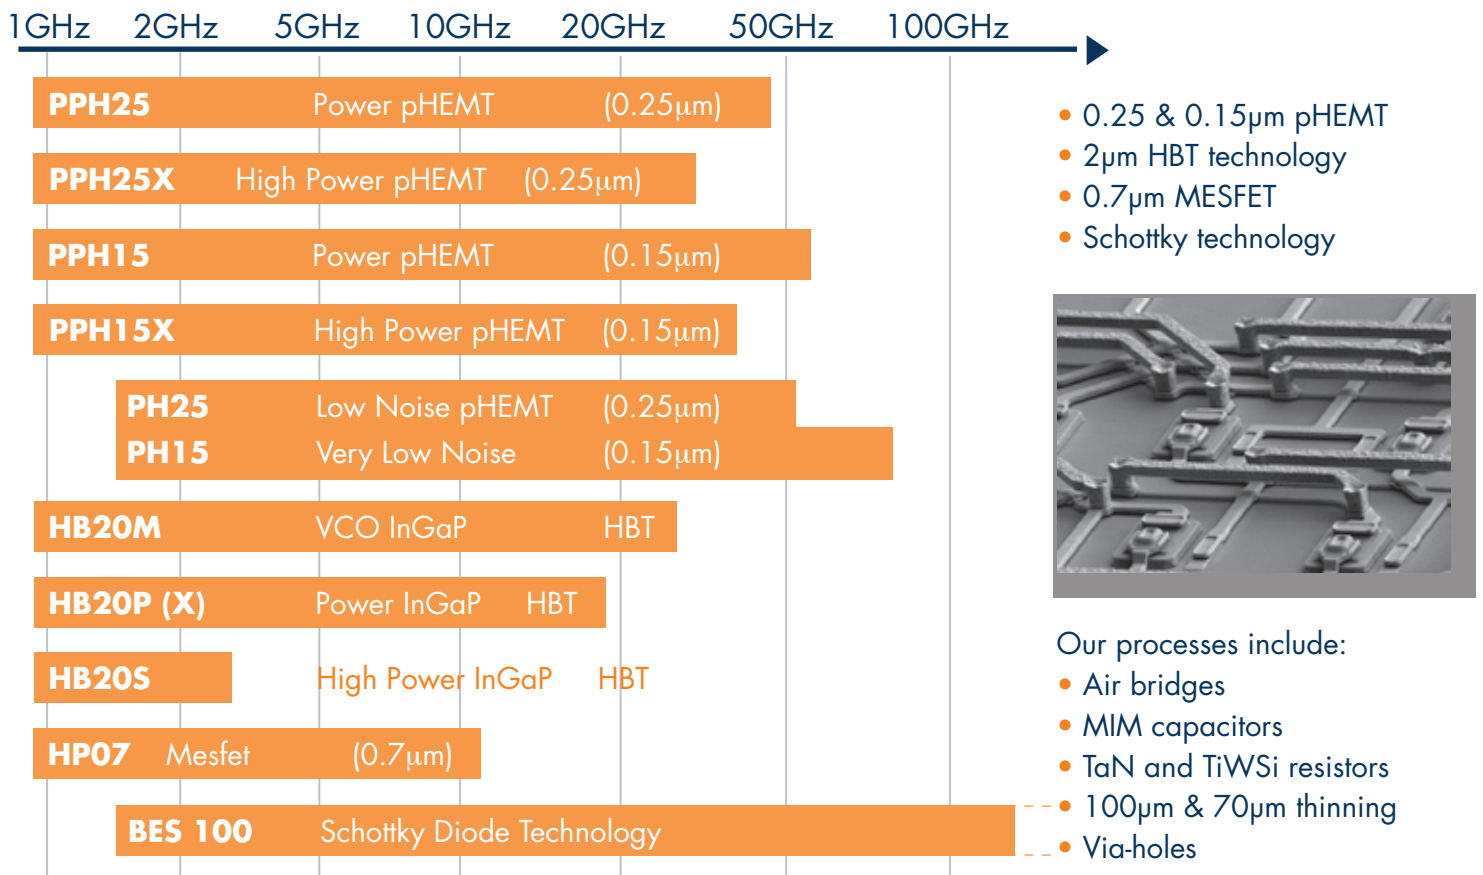 1GHz 2GHz 5GHz 10GHz 20GHz 50GHz 100GHz
PPH25 Power pHEMT (0.25µm)
PPH25X High Power pHEMT (0.25µm)
PPH15 Power pHEMT (0.15µm)
PPH15X High Power pHEMT (0.15µm)
PH25 Low Noise pHEMT (0.25µm)
PH15 Very Low Noise (0.15µm)
HB20M VCO InGaP HBT
HB20P (X) Power InGaP HBT
HB20S High Power InGaP HBT
HP07 Mesfet (0.7µm)
BES 100 Schottky Diode Technology
• 0.25 & 0.15µm pHEMT
• 2µm HBT technology
• 0.7µm MESFET
• Schottky technology
Our processes include:
• Air bridges
• MIM capacitors
• TaN and TiWSi resistors
• 100µm & 70µm thinning
• Via-holes